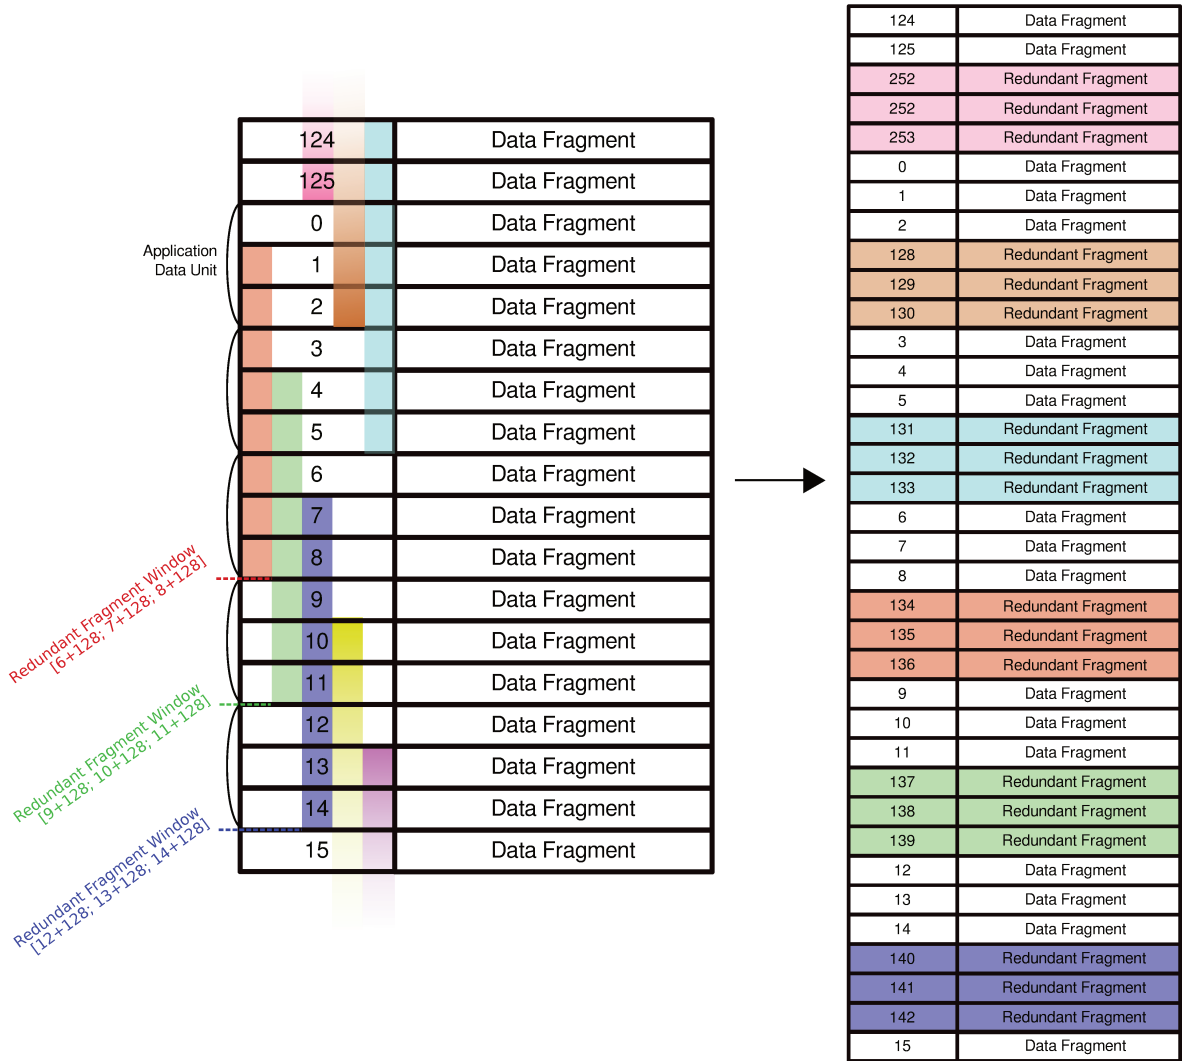 124 Data Fragment
125 Data Fragment
0 Data Fragment
1 Data Fragment
2 Data Fragment
3 Data Fragment
4 Data Fragment
5 Data Fragment
6 Data Fragment
7 Data Fragment
8 Data Fragment
9 Data Fragment
10 Data Fragment
11 Data Fragment
12 Data Fragment
13 Data Fragment
14 Data Fragment
15 Data Fragment
Application
Data Unit
Redundant Fragment Window
[6+128; 7+128; 8+128]
Redundant Fragment Window
[9+128; 10+128; 11+128]
Redundant Fragment Window
[12+128; 13+128; 14+128]
124 Data Fragment
125 Data Fragment
252 Redundant Fragment
252 Redundant Fragment
253 Redundant Fragment
0 Data Fragment
1 Data Fragment
2 Data Fragment
128 Redundant Fragment
129 Redundant Fragment
130 Redundant Fragment
3 Data Fragment
4 Data Fragment
5 Data Fragment
131 Redundant Fragment
132 Redundant Fragment
133 Redundant Fragment
6 Data Fragment
7 Data Fragment
8 Data Fragment
134 Redundant Fragment
135 Redundant Fragment
136 Redundant Fragment
9 Data Fragment
10 Data Fragment
11 Data Fragment
137 Redundant Fragment
138 Redundant Fragment
139 Redundant Fragment
12 Data Fragment
13 Data Fragment
14 Data Fragment
140 Redundant Fragment
141 Redundant Fragment
142 Redundant Fragment
15 Data Fragment